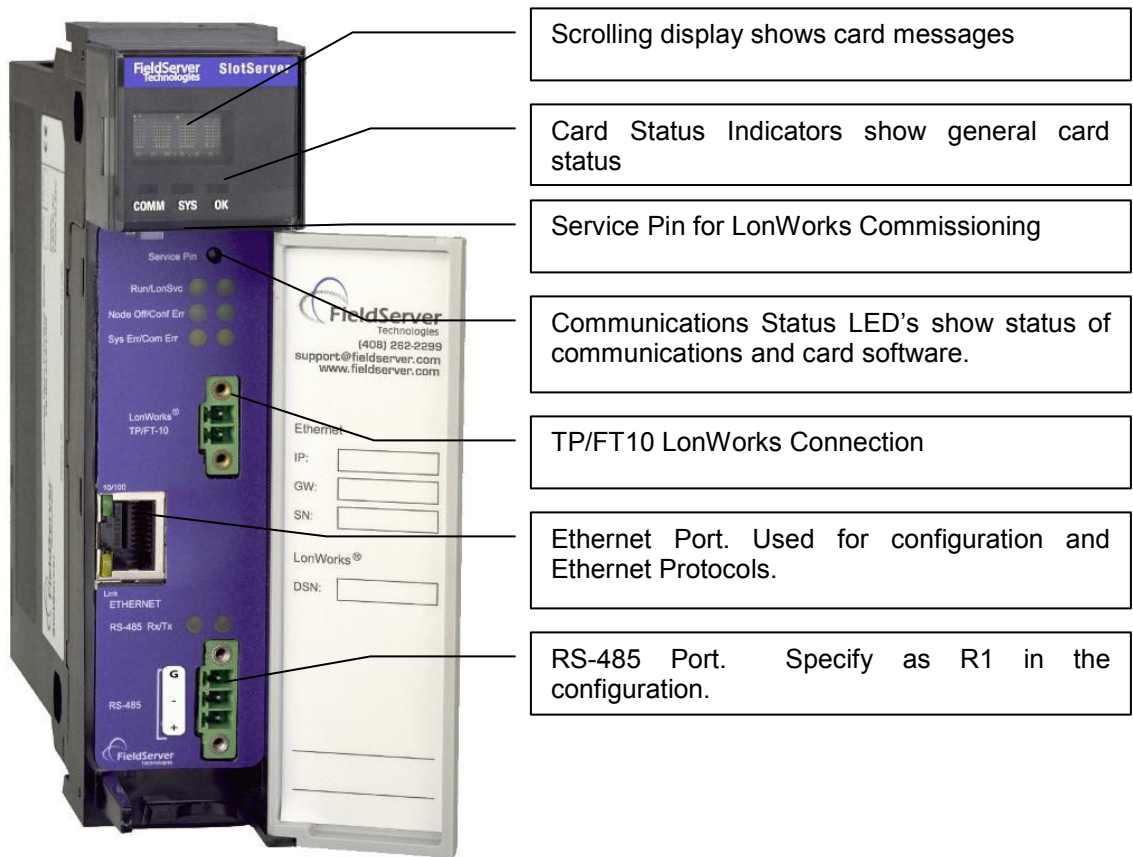 FieldServer
Technologies
SlotServer
COMM SYS OK
Service Pin
Run/LonSvc
Node Off/Conf Err
Sys Err/Com Err
LonWorks®
TP/FT-10
10/100
Link
ETHERNET
RS-485 Rx/Tx
G
-
+
RS-485
FieldServer
Technologies
FieldServer
Technologies
(408) 262-2299
support@fieldserver.com
www.fieldserver.com
Ethernet
IP:
GW:
SN:
LonWorks®
DSN:
Scrolling display shows card messages
Card Status Indicators show general card
status
Service Pin for LonWorks Commissioning
Communications Status LED’s show status of
communications and card software.
TP/FT10 LonWorks Connection
Ethernet Port. Used for configuration and
Ethernet Protocols.
RS-485 Port. Specify as R1 in the
configuration.